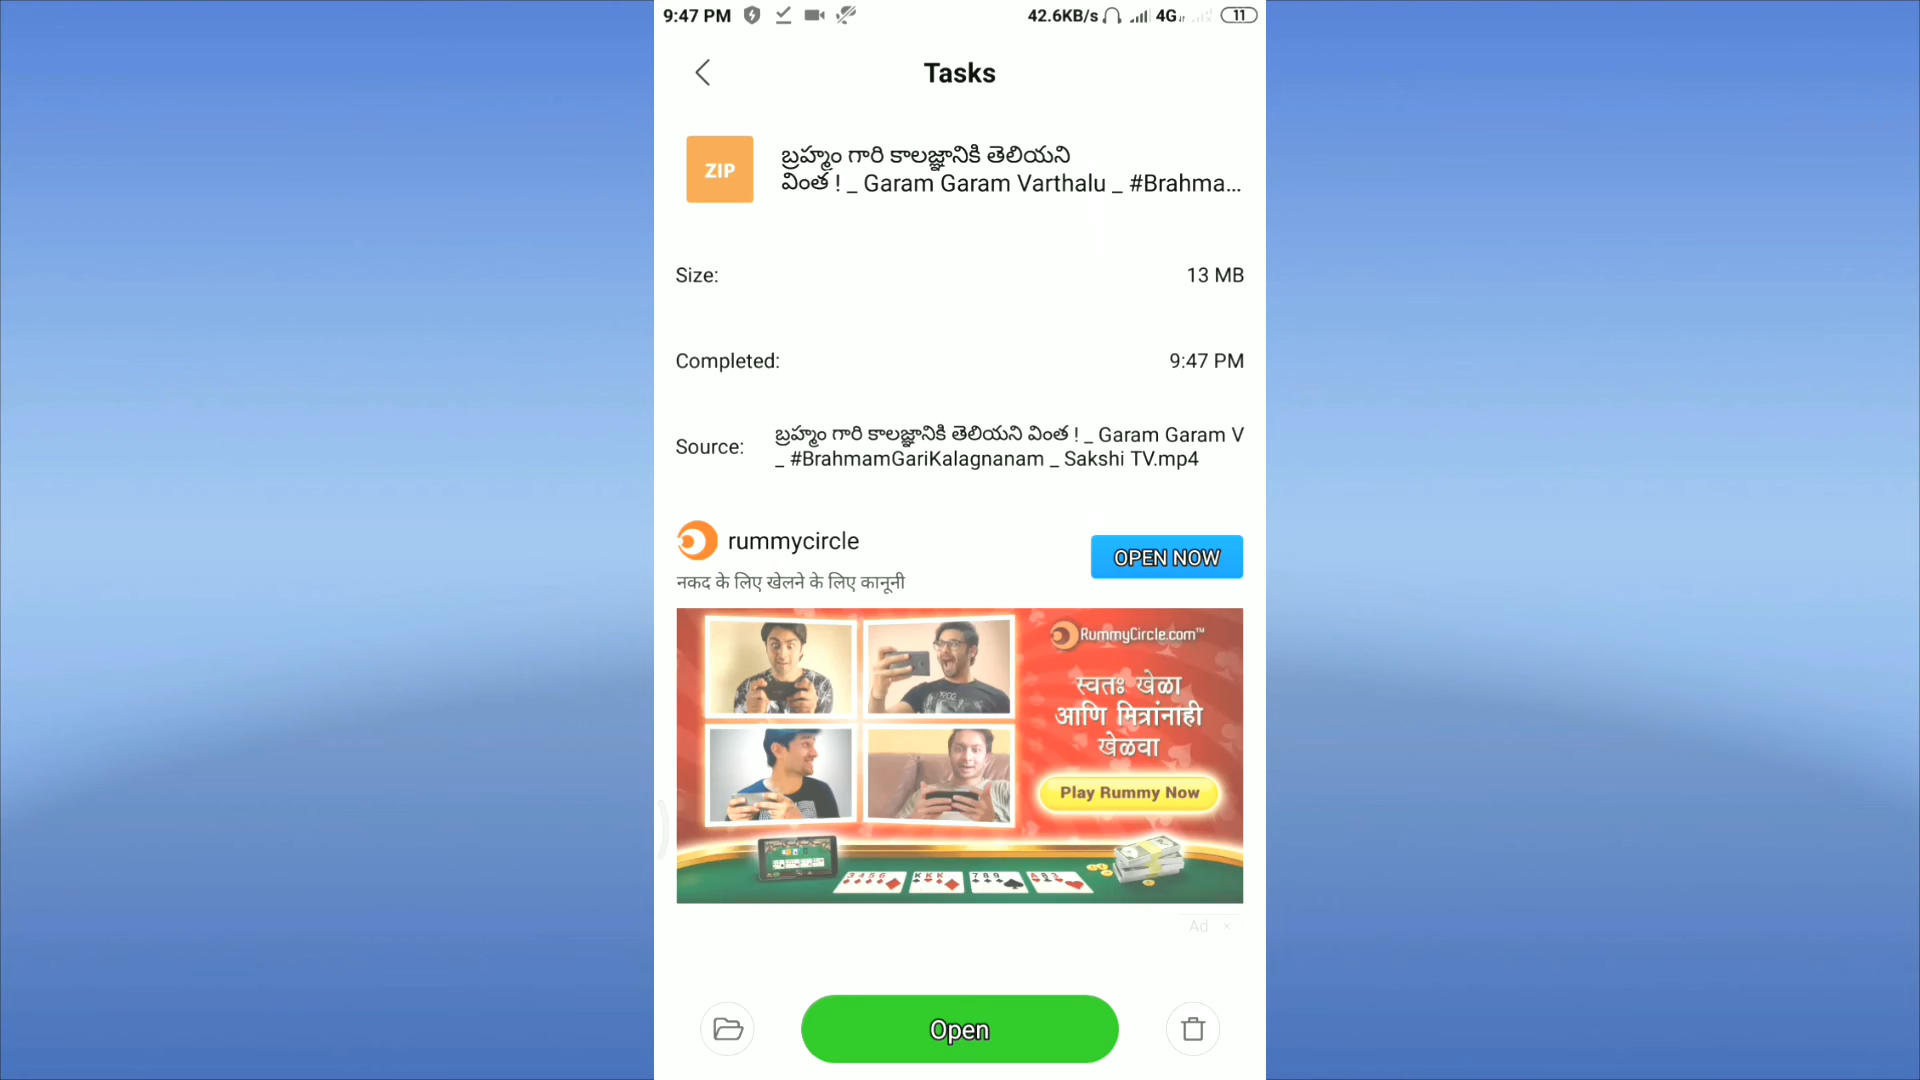 9:47 PM
42.6KB/s 4G 11
Tasks
ZIP
బ్రహ్మం గారి కాలజ్ఞానికి తెలియని
వింత ! _ Garam Garam Varthalu _ #Brahma...
Size:
13 MB
Completed:
9:47 PM
Source:
బ్రహ్మం గారి కాలజ్ఞానికి తెలియని వింత ! _ Garam Garam V
_ #BrahmamGariKalagnanam _ Sakshi TV.mp4
rummycircle
नकद के लिए खेलने के लिए कानूनी
OPEN NOW
RummyCircle.com™
स्वतः खेळा
आणि मित्रांनाही
खेळवा
Play Rummy Now
Ad
Open